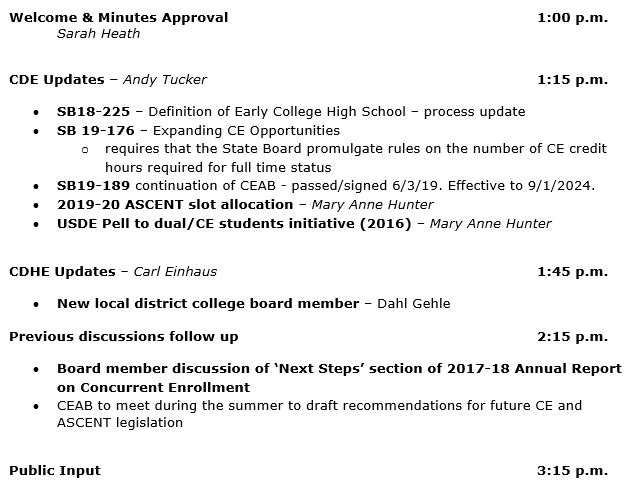 Welcome & Minutes Approval 1:00 p.m.
Sarah Heath
CDE Updates – Andy Tucker 1:15 p.m.
• SB18-225 – Definition of Early College High School – process update
• SB 19-176 – Expanding CE Opportunities
o requires that the State Board promulgate rules on the number of CE credit
hours required for full time status
• SB19-189 continuation of CEAB - passed/signed 6/3/19. Effective to 9/1/2024.
• 2019-20 ASCENT slot allocation – Mary Anne Hunter
• USDE Pell to dual/CE students initiative (2016) – Mary Anne Hunter
CDHE Updates – Carl Einhaus 1:45 p.m.
• New local district college board member – Dahl Gehle
Previous discussions follow up 2:15 p.m.
• Board member discussion of ‘Next Steps’ section of 2017-18 Annual Report
on Concurrent Enrollment
• CEAB to meet during the summer to draft recommendations for future CE and
ASCENT legislation
Public Input 3:15 p.m.